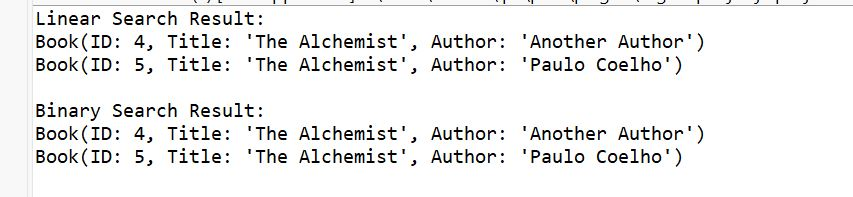 Linear Search Result:
Book(ID: 4, Title: 'The Alchemist', Author: 'Another Author')
Book(ID: 5, Title: 'The Alchemist', Author: 'Paulo Coelho')
Binary Search Result:
Book(ID: 4, Title: 'The Alchemist', Author: 'Another Author')
Book(ID: 5, Title: 'The Alchemist', Author: 'Paulo Coelho')